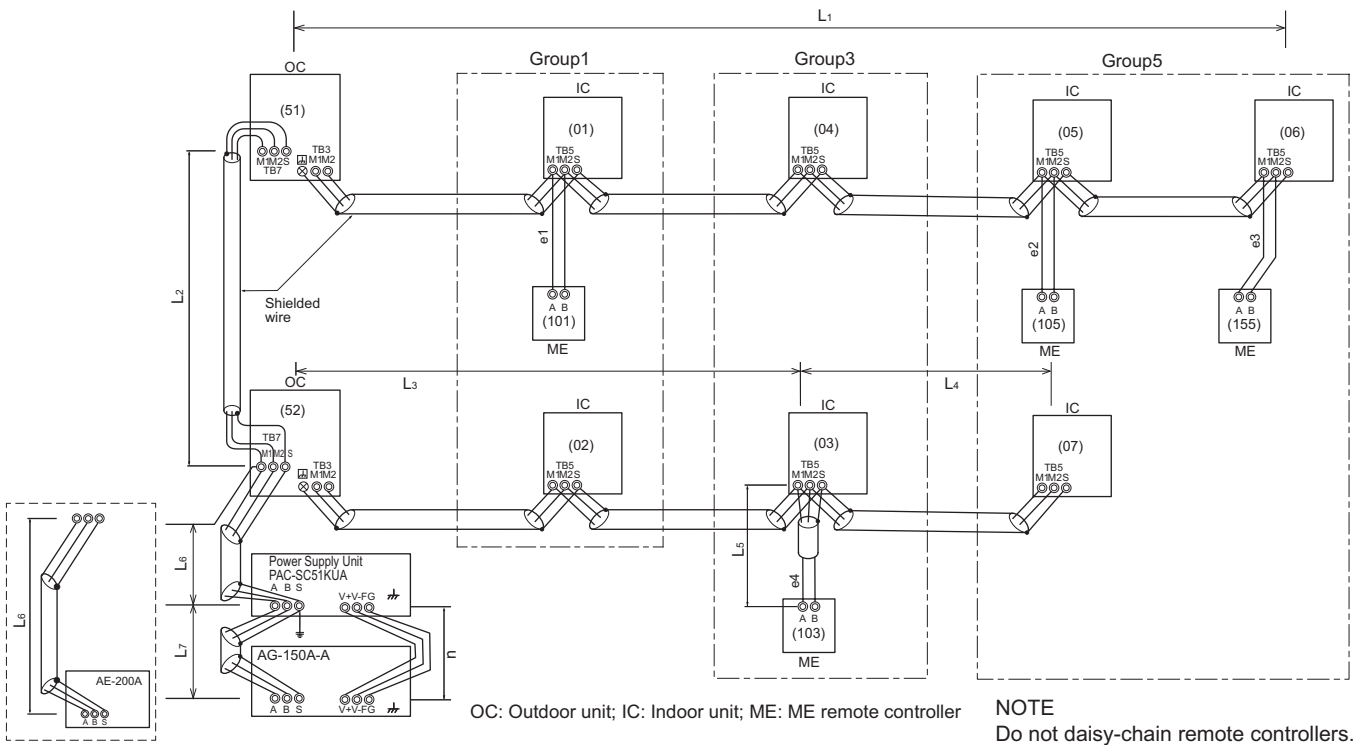 L1
Group1
Group3
Group5
OC
IC
IC
IC
IC
(51)
(01)
(04)
(05)
(06)
M1M2S
TB7
TB3
M1M2
TB5
M1M2S
TB5
M1M2S
TB5
M1M2S
TB5
M1M2S
e1
e2
e3
L2
Shielded
wire
A B
(101)
ME
A B
(105)
ME
A B
(155)
ME
OC
L3
L4
IC
IC
IC
(52)
(02)
(03)
(07)
TB7
M1M2 S
TB3
M1M2
TB5
M1M2S
TB5
M1M2S
TB5
M1M2S
L5
e4
A B
(103)
ME
L6
L6
Power Supply Unit
PAC-SC51KUA
A B S
V+V-FG
L7
n
AG-150A-A
A B S
V+V-FG
AE-200A
A B S
OC: Outdoor unit; IC: Indoor unit; ME: ME remote controller
NOTE
Do not daisy-chain remote controllers.